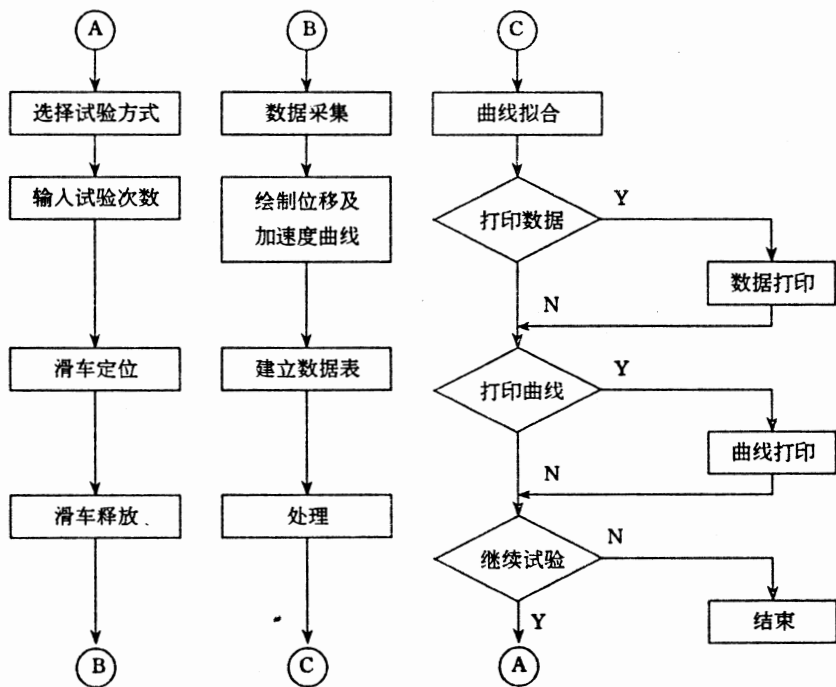 A
选择试验方式
输入试验次数
滑车定位
滑车释放
B
B
数据采集
绘制位移及
加速度曲线
建立数据表
处理
C
C
曲线拟合
打印数据
Y
数据打印
N
打印曲线
Y
曲线打印
N
继续试验
N
结束
Y
A